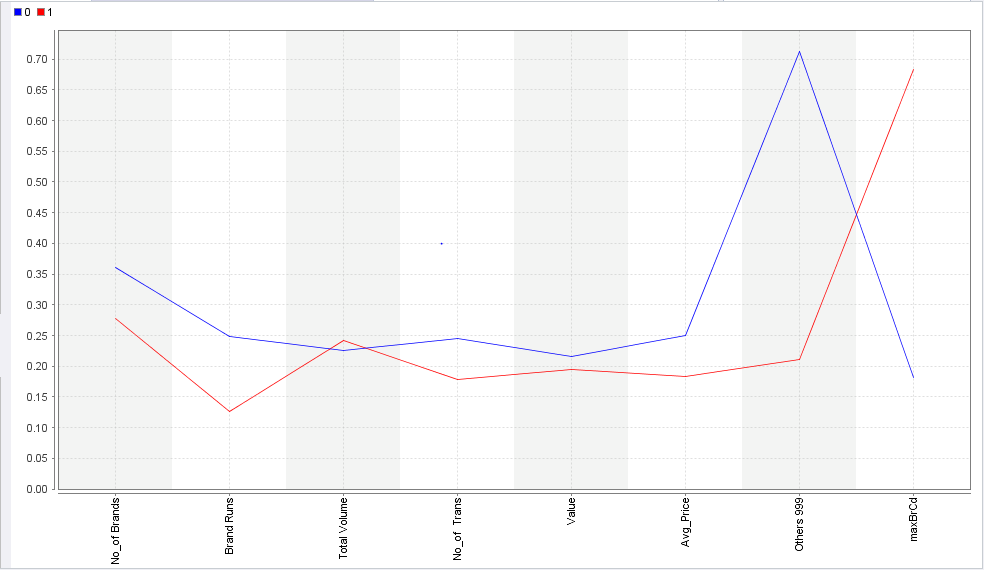 0 1
0.70
0.65
0.60
0.55
0.50
0.45
0.40
0.35
0.30
0.25
0.20
0.15
0.10
0.05
0.00
No_of Brands
Brand Runs
Total Volume
No_of  Trans
Value
Avg_Price
Others 999
maxBrCd